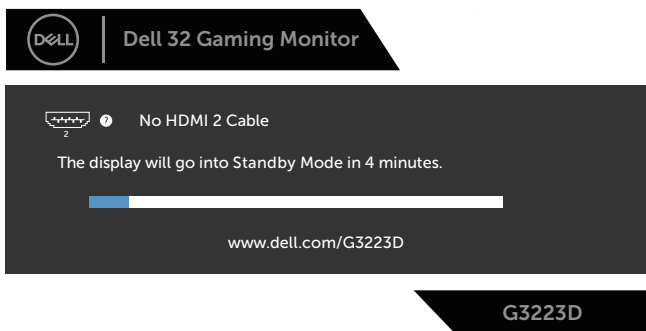 DELL
Dell 32 Gaming Monitor
? No HDMI 2 Cable
2
The display will go into Standby Mode in 4 minutes.
www.dell.com/G3223D
G3223D